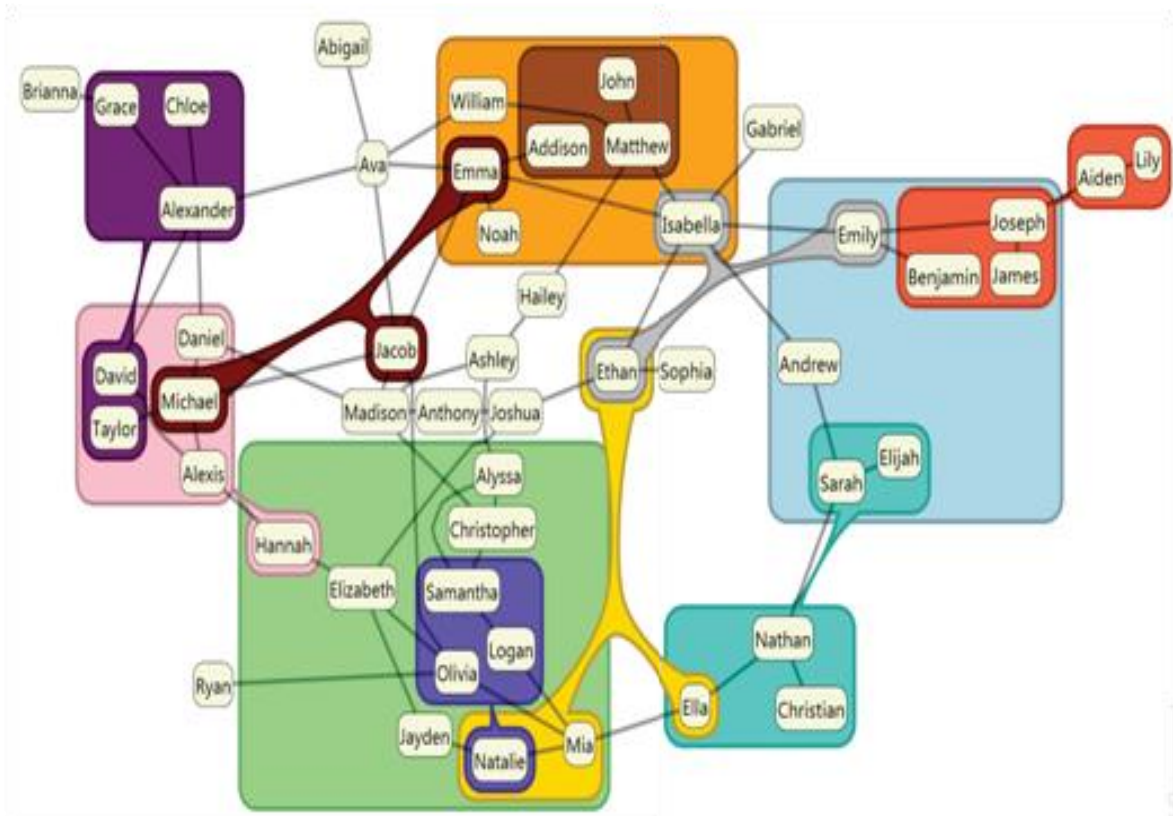 Abigail
John
Brianna
Grace
Chloe
William
Gabriel
Addison
Matthew
Lily
Ava
Emma
Aiden
Alexander
Isabella
Joseph
Noah
Emily
Benjamin
James
Hailey
Daniel
Jacob
Ashley
Andrew
David
Ethan
Sophia
Michael
Madison
Anthony
Joshua
Taylor
Alexis
Alyssa
Elijah
Sarah
Christopher
Hannah
Elizabeth
Samantha
Nathan
Logan
Olivia
Ryan
Ella
Christian
Jayden
Mia
Natalie